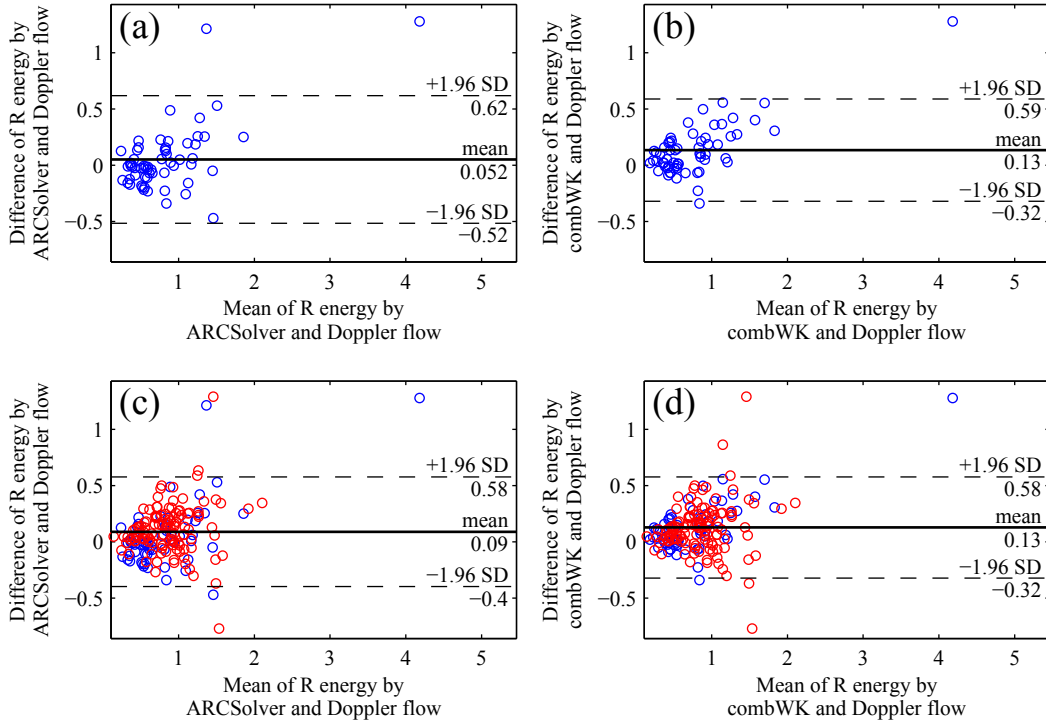 (a)
Difference of R energy by
ARCSolver and Doppler flow
1
0.5
0
−0.5
+1.96 SD
0.62
mean
0.052
−1.96 SD
−0.52
1
2
3
4
5
Mean of R energy by
ARCSolver and Doppler flow
(b)
Difference of R energy by
combWK and Doppler flow
1
0.5
0
−0.5
+1.96 SD
0.59
mean
0.13
−1.96 SD
−0.32
1
2
3
4
5
Mean of R energy by
combWK and Doppler flow
(c)
Difference of R energy by
ARCSolver and Doppler flow
1
0.5
0
−0.5
+1.96 SD
0.58
mean
0.09
−1.96 SD
−0.4
1
2
3
4
5
Mean of R energy by
ARCSolver and Doppler flow
(d)
Difference of R energy by
combWK and Doppler flow
1
0.5
0
−0.5
+1.96 SD
0.58
mean
0.13
−1.96 SD
−0.32
1
2
3
4
5
Mean of R energy by
combWK and Doppler flow